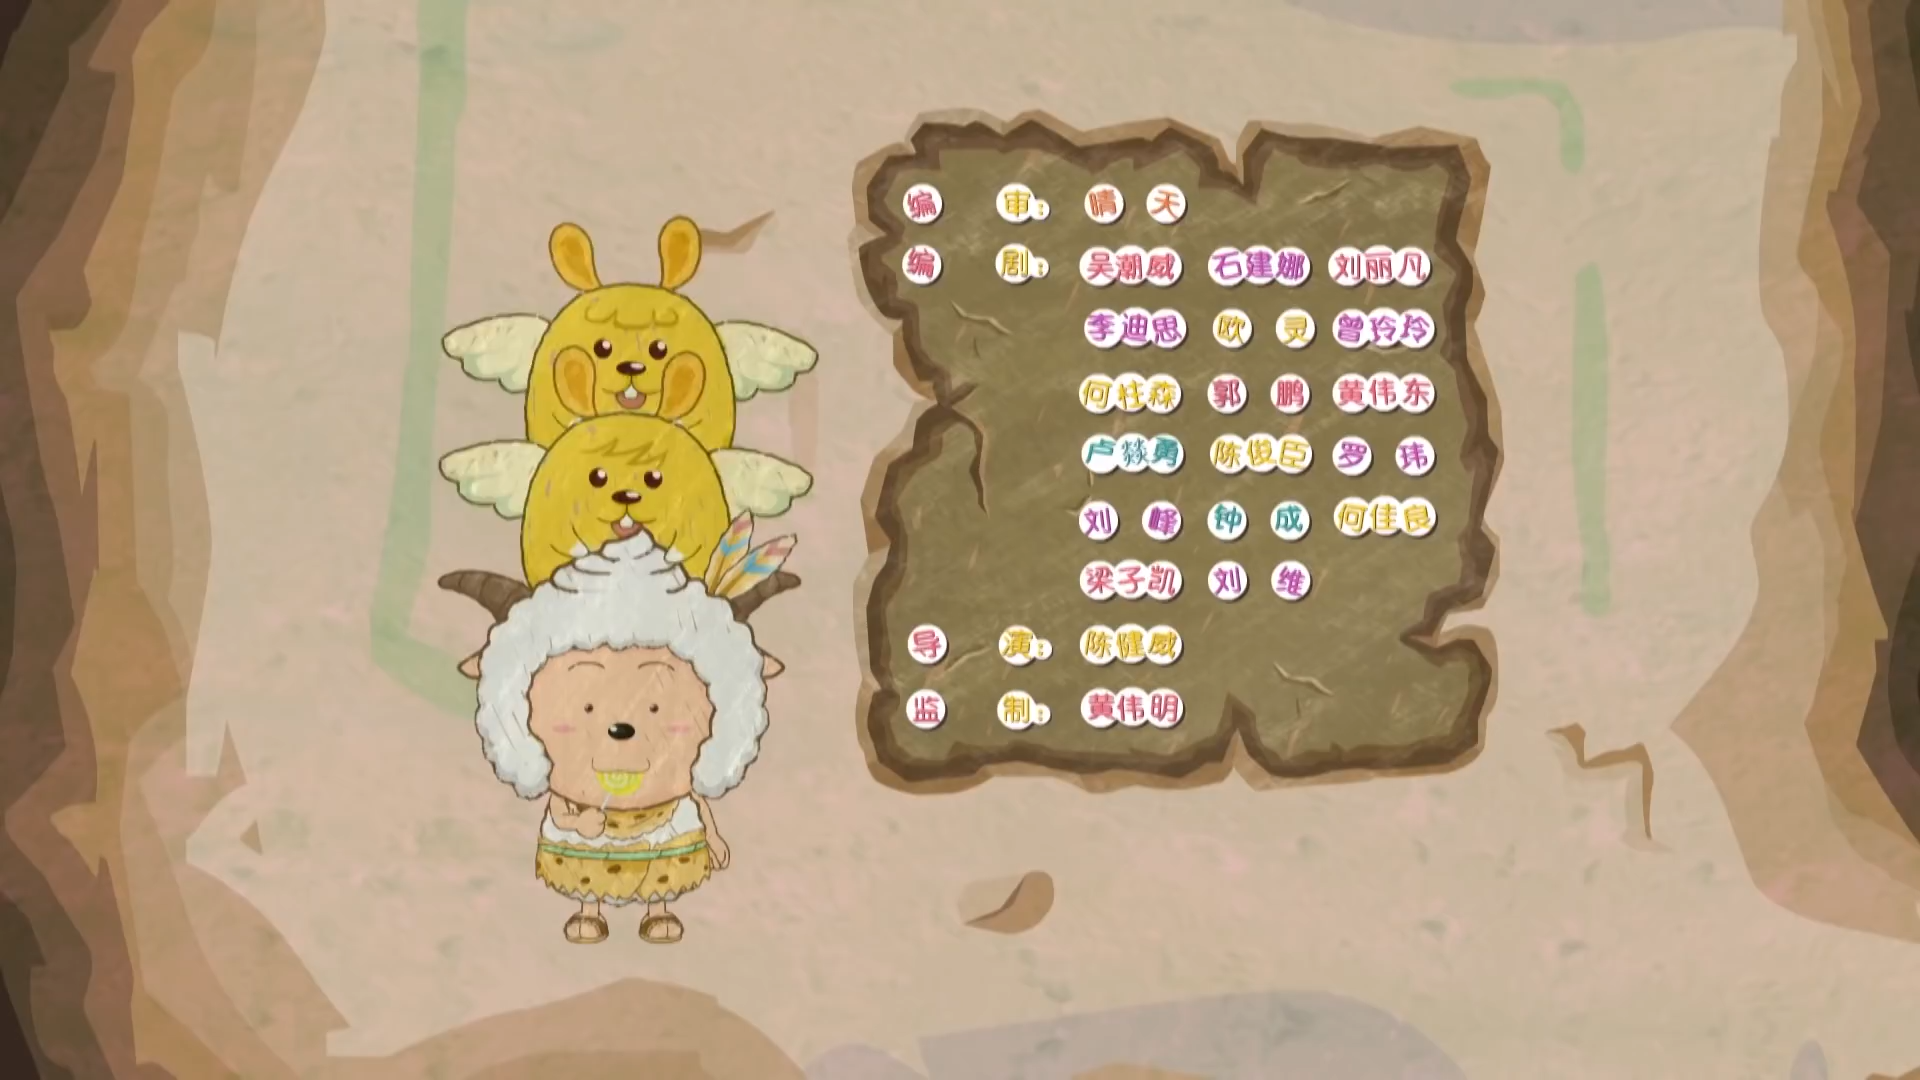 编 审：晴 天
编 剧：吴潮威 石建娜 刘丽凡
李迪思 欧 灵 曾玲玲
何桂森 郭 鹏 黄伟东
卢燚勇 陈俊臣 罗 玮
刘 峰 钟 成 何佳良
梁子凯 刘 维
导 演：陈健威
监 制：黄伟明